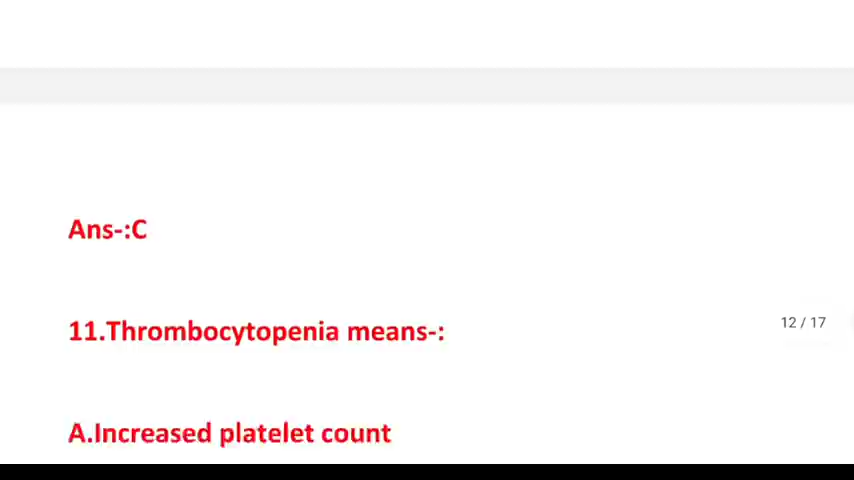 Ans-:C
11.Thrombocytopenia means-:
12 / 17
A.Increased platelet count